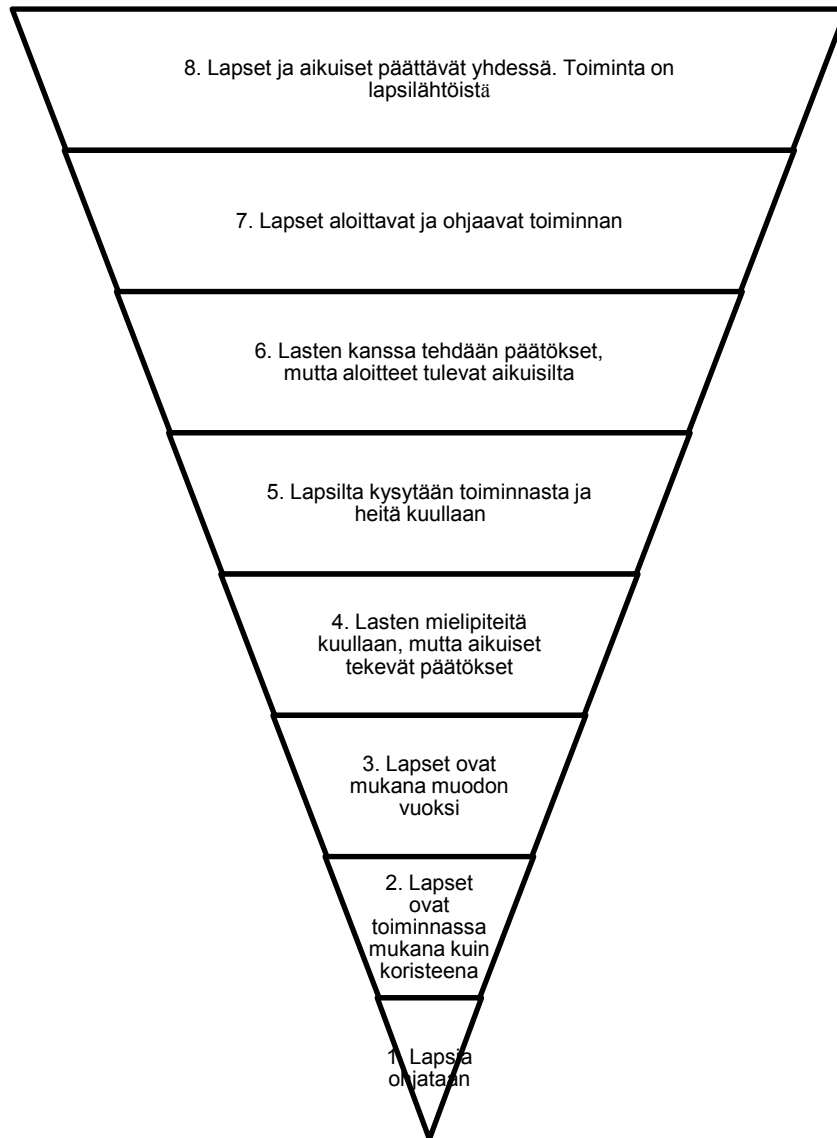 8. Lapset ja aikuiset päättävät yhdessä. Toiminta on
lapsilähtöistä
7. Lapset aloittavat ja ohjaavat toiminnan
6. Lasten kanssa tehdään päätökset,
mutta aloitteet tulevat aikuisilta
5. Lapsilta kysytään toiminnasta ja
heitä kuullaan
4. Lasten mielipiteitä
kuullaan, mutta aikuiset
tekevät päätökset
3. Lapset ovat
mukana muodon
vuoksi
2. Lapset
ovat
toiminnassa
mukana kuin
koristeena
1. Lapsia
ohjataan